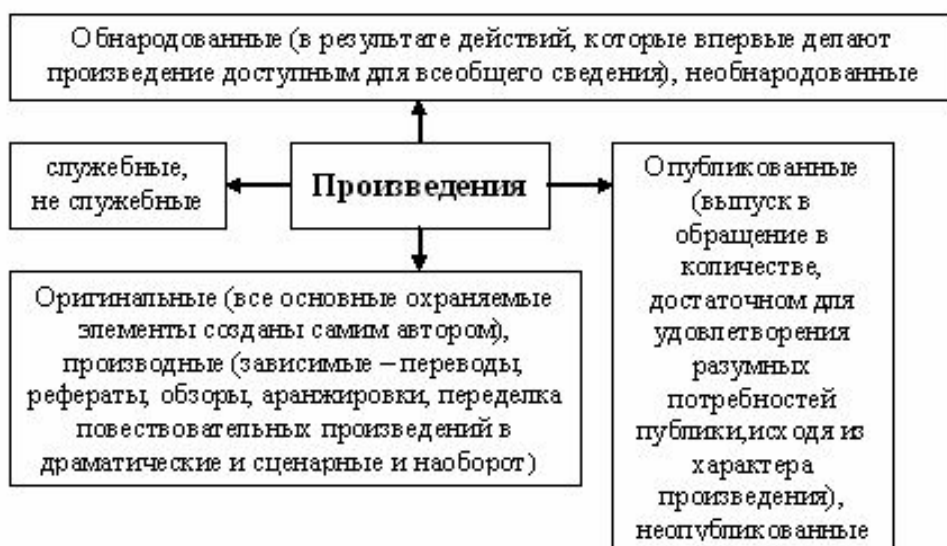 Обнародованные (в результате действий, которые впервые делают
произведение доступным для всеобщего сведения), необнародованные
служебные,
не служебные
Произведения
Опубликованные
(выпуск в
обращение в
количестве,
достаточном для
удовлетворения
разумных
потребностей
публики,исходя из
характера
произведения),
неопубликованные
Оригинальные (все основные охраняемые
элементы созданы самим автором),
производные (зависимые – переводы,
рефераты, обзоры, аранжировки, переделка
повествовательных произведений в
драматические и сценарные и наоборот)